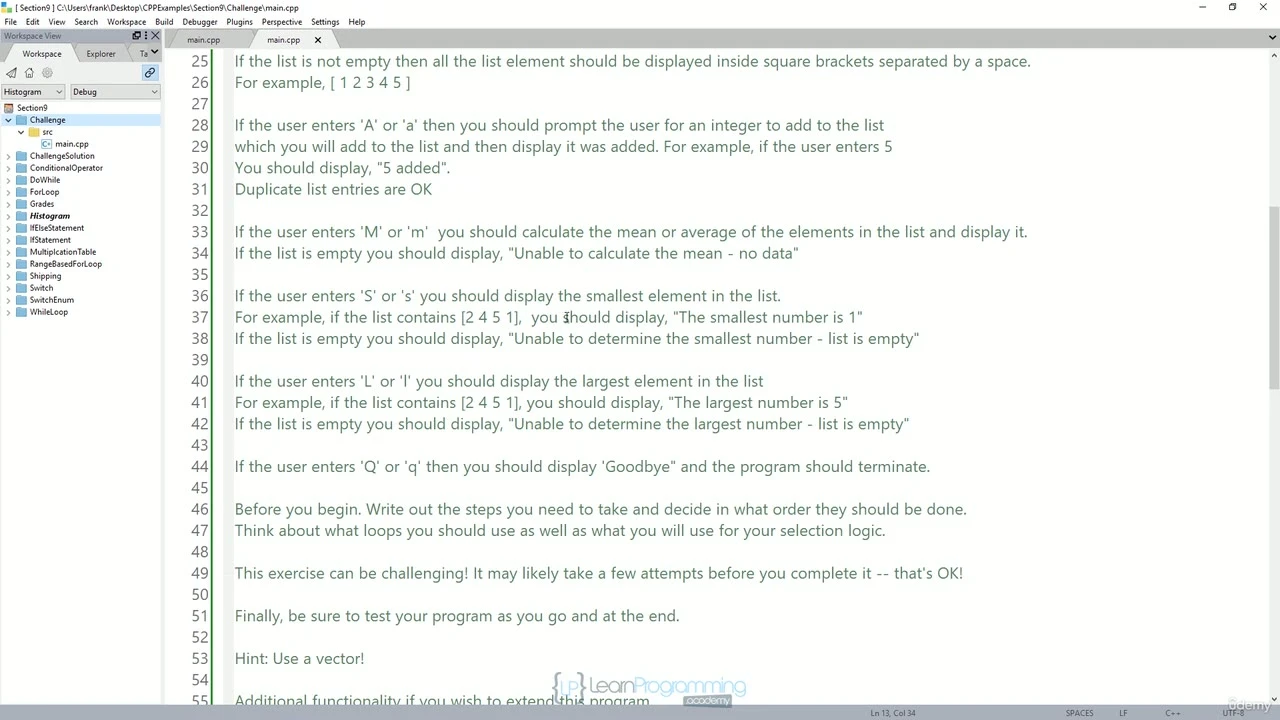 [ Section9 ] C:\Users\frank\Desktop\CPPExamples\Section9\Challenge\main.cpp
File Edit View Search Workspace Build Debugger Plugins Perspective Settings Help
Workspace View
main.cpp
main.cpp
Workspace Explorer Ta
Histogram
Debug
Section9
Challenge
src
main.cpp
ChallengeSolution
ConditionalOperator
DoWhile
ForLoop
Grades
Histogram
IfElseStatement
IfStatement
MultiplcationTable
RangeBasedForLoop
Shipping
Switch
SwitchEnum
WhileLoop
25 If the list is not empty then all the list element should be displayed inside square brackets separated by a space.
26 For example, [ 1 2 3 4 5 ]
27
28 If the user enters 'A' or 'a' then you should prompt the user for an integer to add to the list
29 which you will add to the list and then display it was added. For example, if the user enters 5
30 You should display, "5 added".
31 Duplicate list entries are OK
32
33 If the user enters 'M' or 'm'  you should calculate the mean or average of the elements in the list and display it.
34 If the list is empty you should display, "Unable to calculate the mean - no data"
35
36 If the user enters 'S' or 's' you should display the smallest element in the list.
37 For example, if the list contains [2 4 5 1],  you should display, "The smallest number is 1"
38 If the list is empty you should display, "Unable to determine the smallest number - list is empty"
39
40 If the user enters 'L' or 'l' you should display the largest element in the list
41 For example, if the list contains [2 4 5 1], you should display, "The largest number is 5"
42 If the list is empty you should display, "Unable to determine the largest number - list is empty"
43
44 If the user enters 'Q' or 'q' then you should display 'Goodbye" and the program should terminate.
45
46 Before you begin. Write out the steps you need to take and decide in what order they should be done.
47 Think about what loops you should use as well as what you will use for your selection logic.
48
49 This exercise can be challenging! It may likely take a few attempts before you complete it -- that's OK!
50
51 Finally, be sure to test your program as you go and at the end.
52
53 Hint: Use a vector!
54
55 Additional functionality if you wish to extend this program.
{LP} LearnProgramming
academy
Ln 13, Col 34 SPACES LF C++ UTF-8
ûdemy